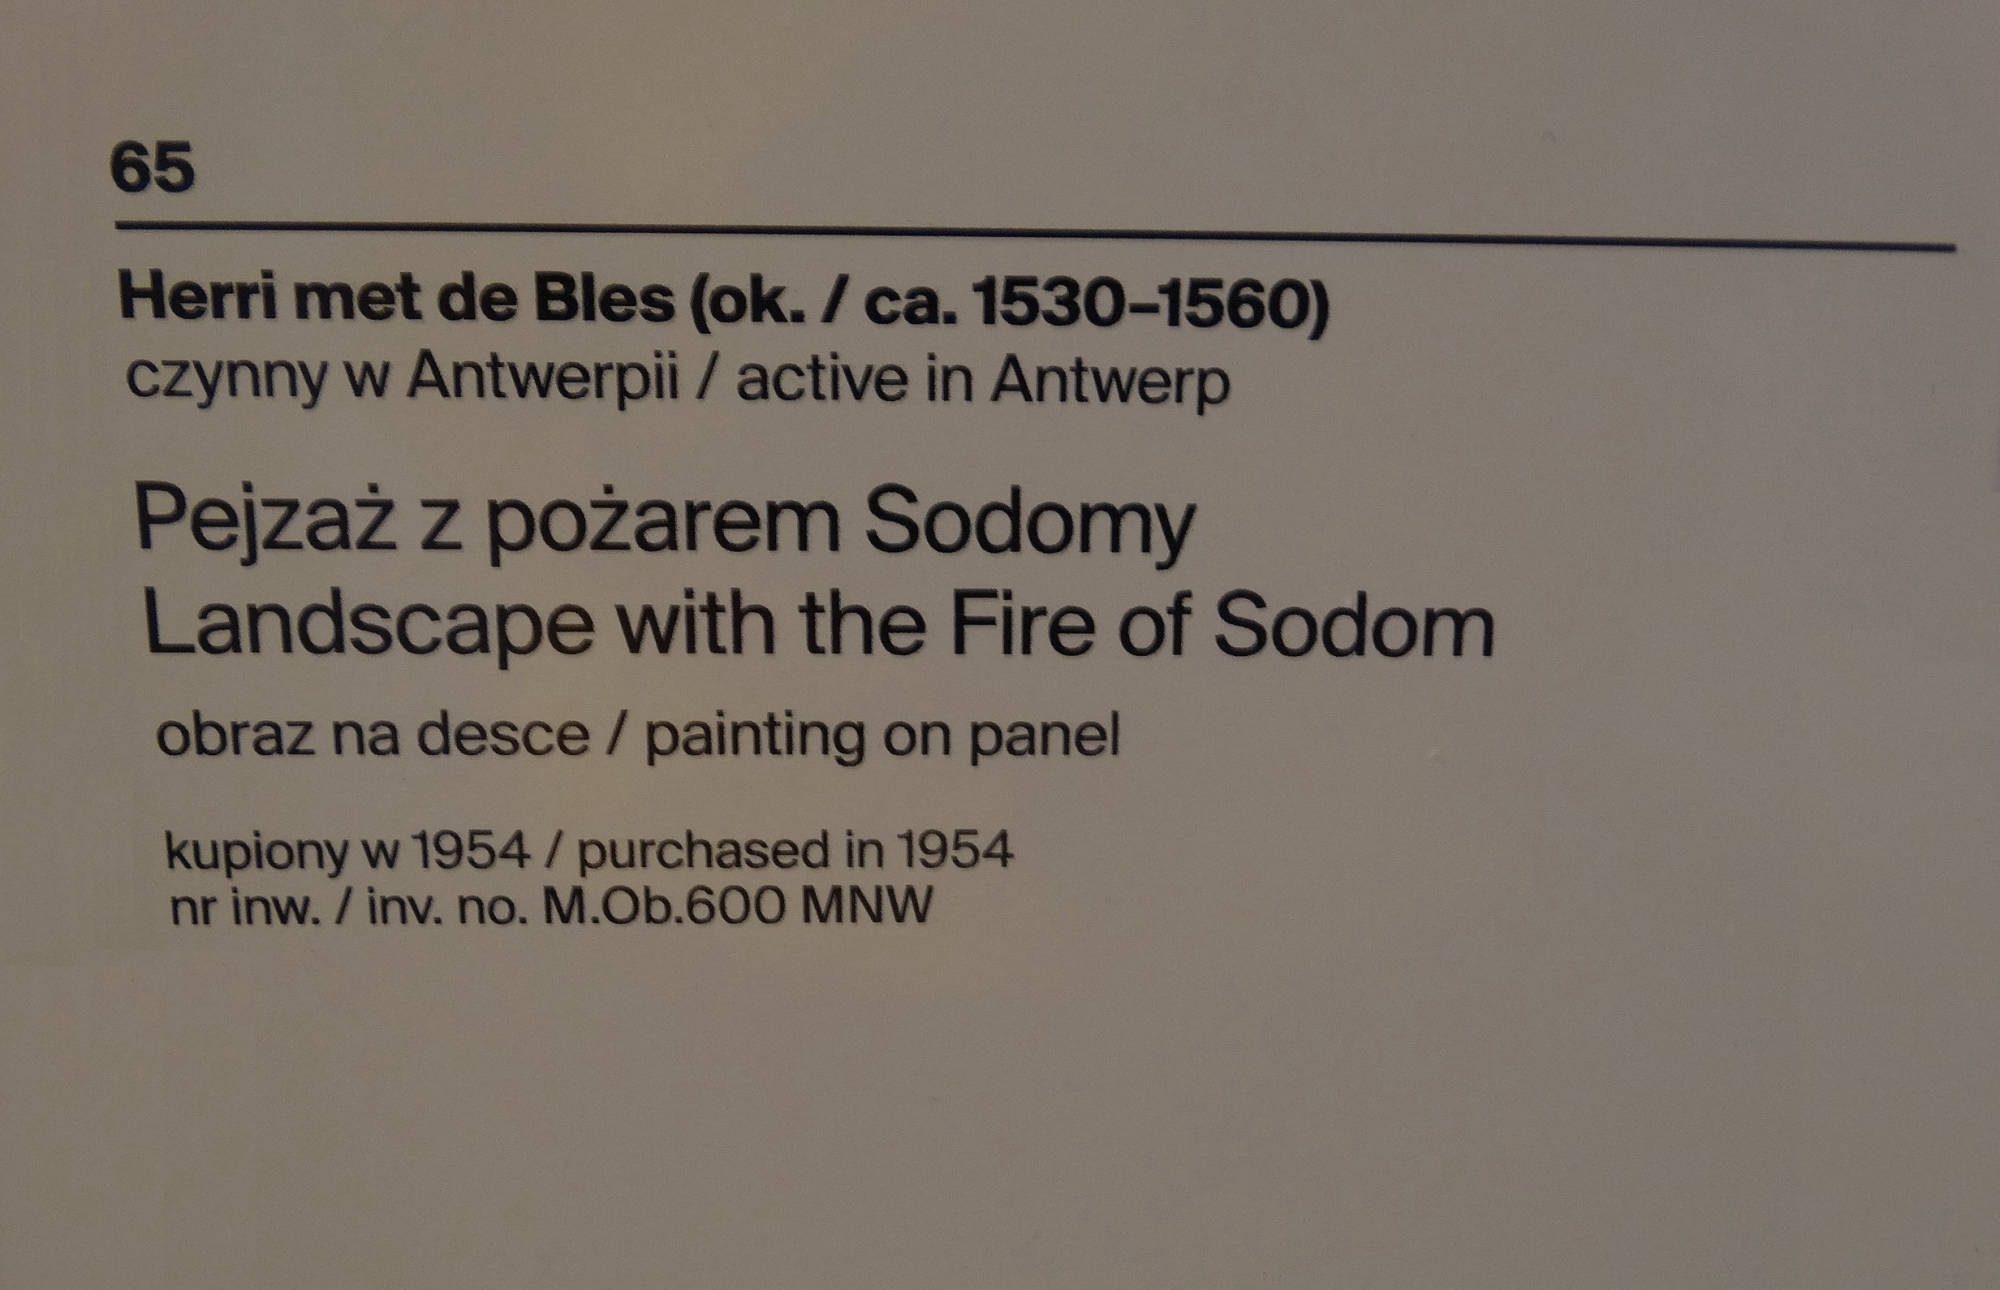 65
Herri met de Bles (ok. / ca. 1530–1560)
czynny w Antwerpii / active in Antwerp
Pejzaż z pożarem Sodomy
Landscape with the Fire of Sodom
obraz na desce / painting on panel
kupiony w 1954 / purchased in 1954
nr inw. / inv. no. M.Ob.600 MNW